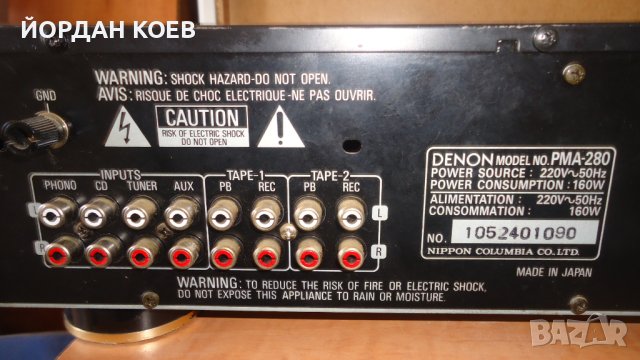 ЙОРДАН КОЕВ
WARNING: SHOCK HAZARD-DO NOT OPEN.
AVIS: RISQUE DE CHOC ELECTRIQUE-NE PAS OUVRIR.
GND
CAUTION
RISK OF ELECTRIC SHOCK
DO NOT OPEN
INPUTS TAPE-1 TAPE-2
PHONO CD TUNER AUX PB REC PB REC
L L
R R
DENON MODEL NO. PMA-280
POWER SOURCE : 220V~50Hz
POWER CONSUMPTION : 160W
ALIMENTATION : 220V~50Hz
CONSOMMATION : 160W
NO. 1052401090
NIPPON COLUMBIA CO.LTD.
MADE IN JAPAN
WARNING: TO REDUCE THE RISK OF FIRE OR ELECTRIC SHOCK,
DO NOT EXPOSE THIS APPLIANCE TO RAIN OR MOISTURE.
BAZAR.BG